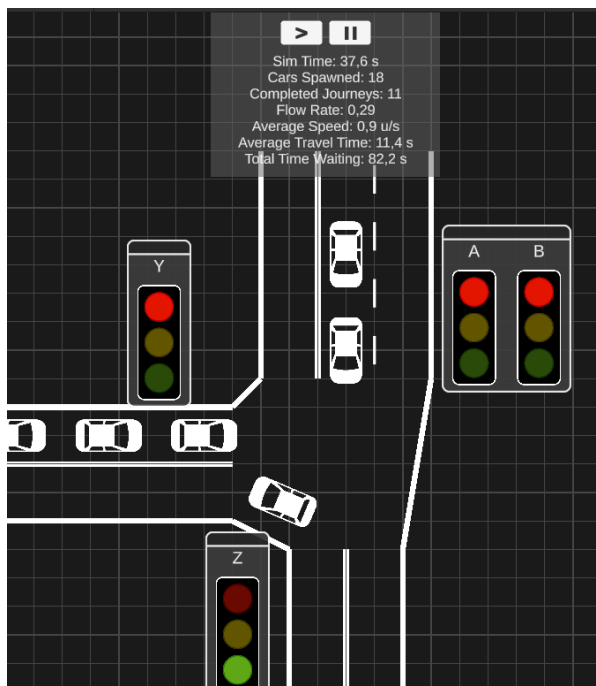 >
Sim Time: 37,6 s
Cars Spawned: 18
Completed Journeys: 11
Flow Rate: 0,29
Average Speed: 0,9 u/s
Average Travel Time: 11,4 s
Total Time Waiting: 82,2 s
Y
A B
Z